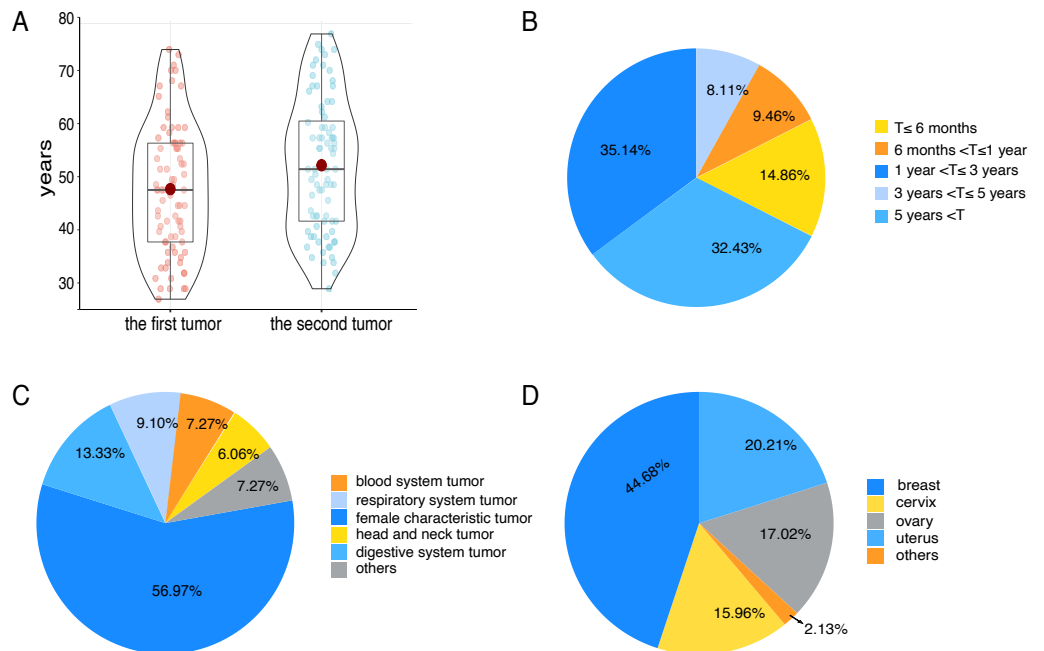 A
80
70
60
50
40
30
years
the first tumor
the second tumor
B
8.11%
9.46%
14.86%
32.43%
35.14%
T≤ 6 months
6 months <T≤1 year
1 year <T≤ 3 years
3 years <T≤ 5 years
5 years <T
C
9.10%
7.27%
6.06%
7.27%
13.33%
56.97%
blood system tumor
respiratory system tumor
female characteristic tumor
head and neck tumor
digestive system tumor
others
D
20.21%
44.68%
17.02%
15.96%
2.13%
breast
cervix
ovary
uterus
others